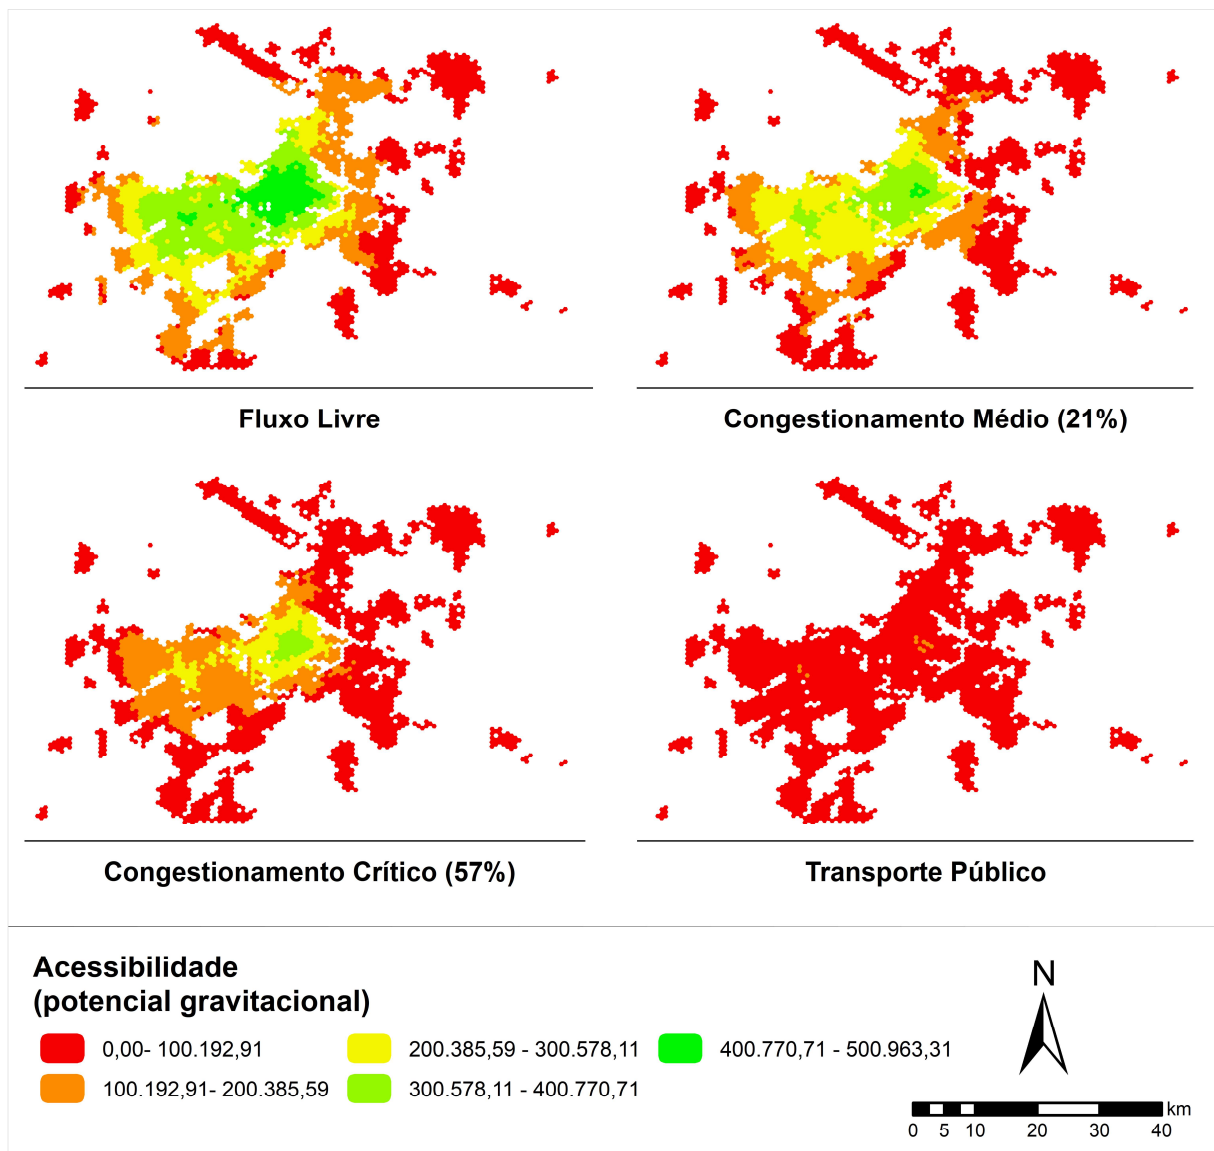 Fluxo Livre
Congestionamento Médio (21%)
Congestionamento Crítico (57%)
Transporte Público
Acessibilidade
(potencial gravitacional)
0,00- 100.192,91
200.385,59 - 300.578,11
400.770,71 - 500.963,31
100.192,91- 200.385,59
300.578,11 - 400.770,71
N
km
0 5 10 20 30 40